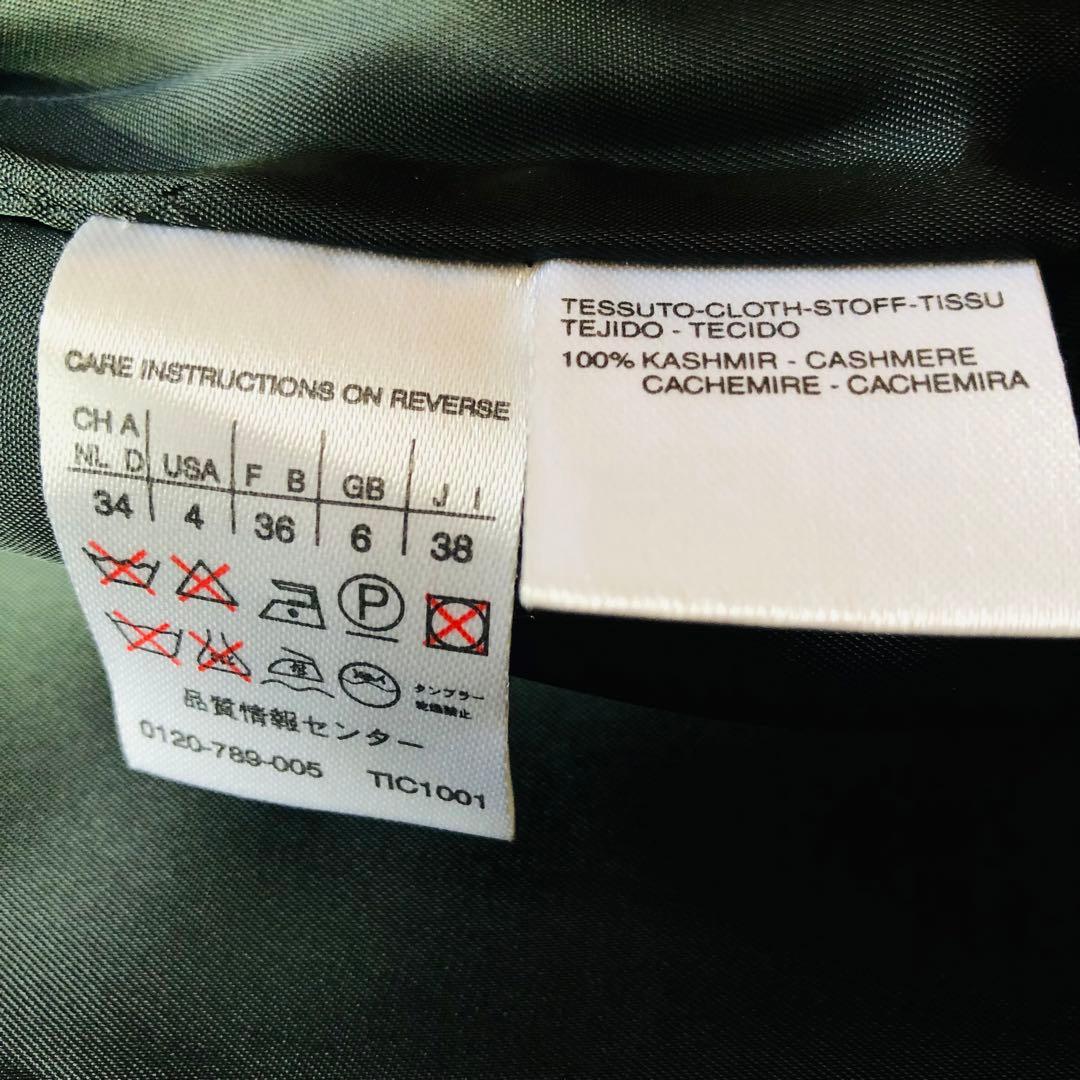 CARE INSTRUCTIONS ON REVERSE
CH A
NL D USA F B GB J I
34 4 36 6 38
P
タンブラー
乾燥禁止
品質情報センター
0120-789-005 TIC1001
TESSUTO-CLOTH-STOFF-TISSU
TEJIDO - TECIDO
100% KASHMIR - CASHMERE
CACHEMIRE - CACHEMIRA